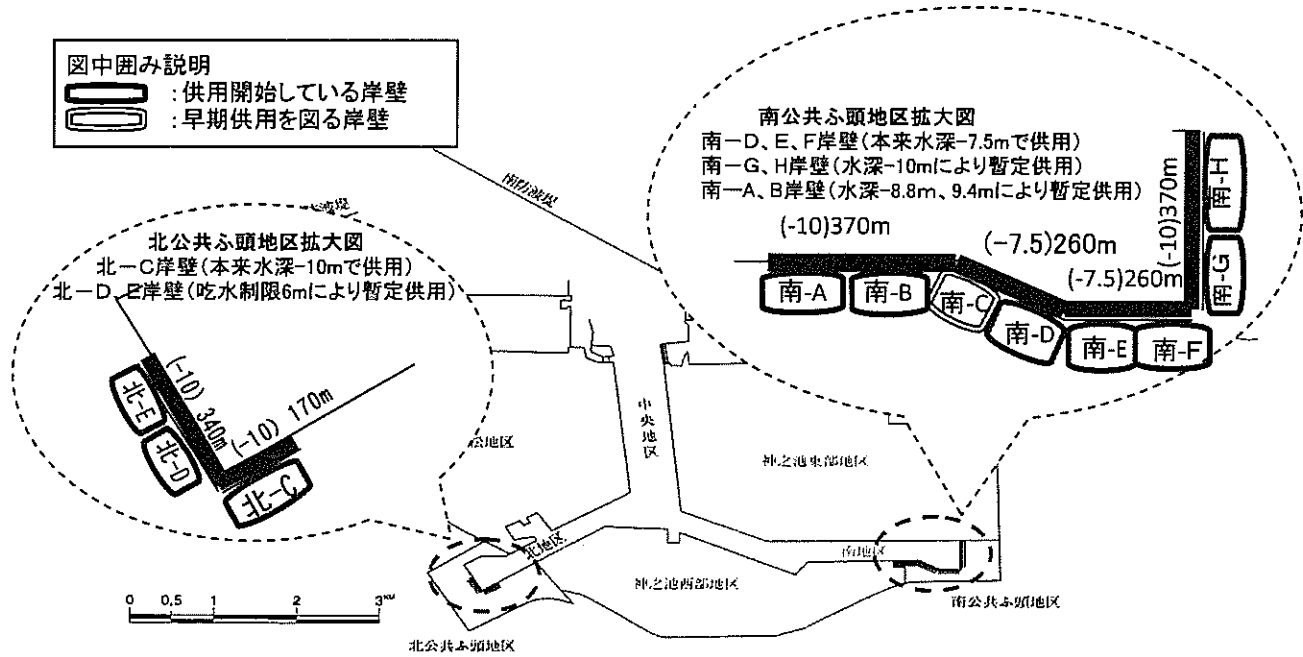 図中囲み説明
:供用開始している岸壁
:早期供用を図る岸壁
南防波堤
南公共ふ頭地区拡大図
南ーD、E、F岸壁(本来水深-7.5mで供用)
南ーG、H岸壁(水深-10mにより暫定供用)
南ーA、B岸壁(水深-8.8m、9.4mにより暫定供用)
(-10)370m
(-7.5)260m
(-7.5)260m
(-10)370m
南-A
南-B
南-C
南-D
南-E
南-F
南-G
南-H
北公共ふ頭地区拡大図
北ーC岸壁(本来水深-10mで供用)
北ーD、E岸壁(吃水制限6mにより暫定供用)
(-10) 340m
(-10) 170m
北-E
北-D
北-C
中央地区
神之池東部地区
北地区
南地区
神之池西部地区
南公共ふ頭地区
北公共ふ頭地区
0 0.5 1 2 3KM